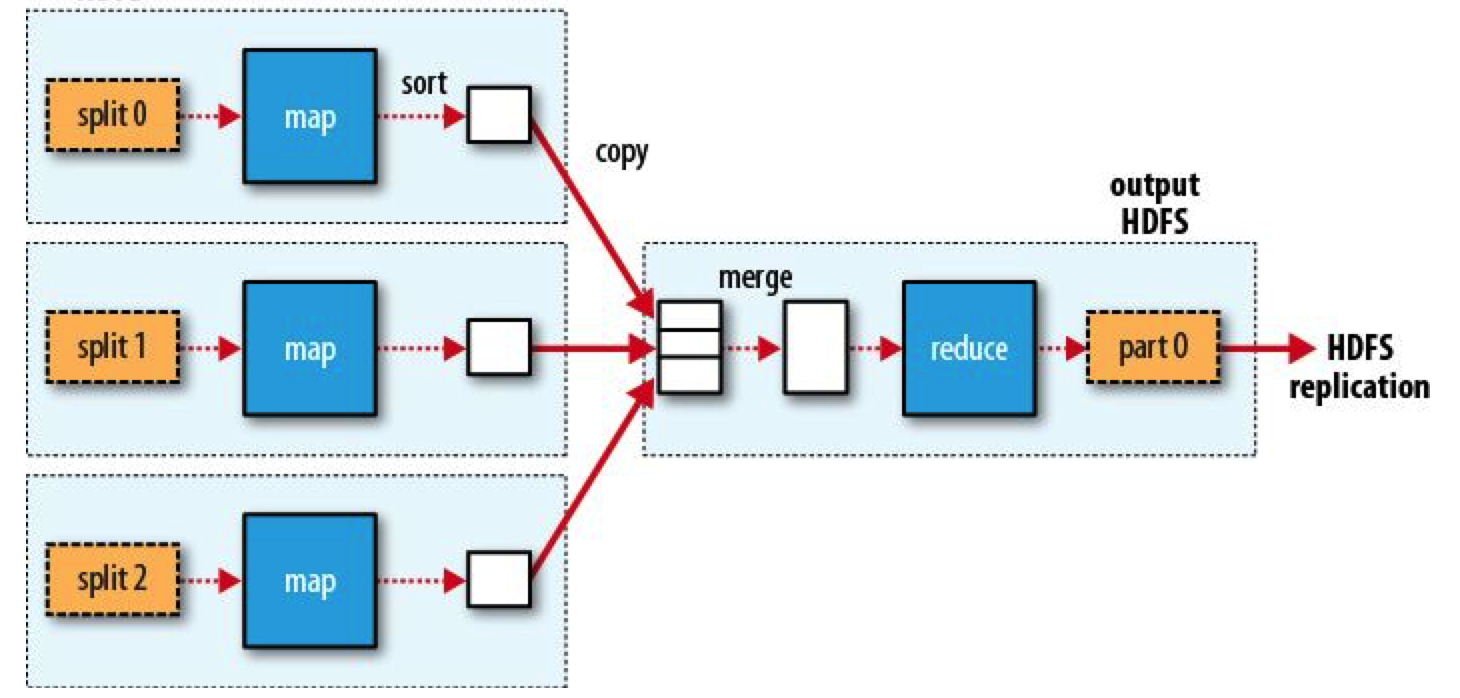 split 0
map
sort
copy
output
HDFS
split 1
map
merge
reduce
part 0
HDFS
replication
split 2
map